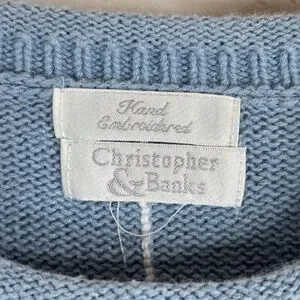 Hand
Embroidered
Christopher
& Banks